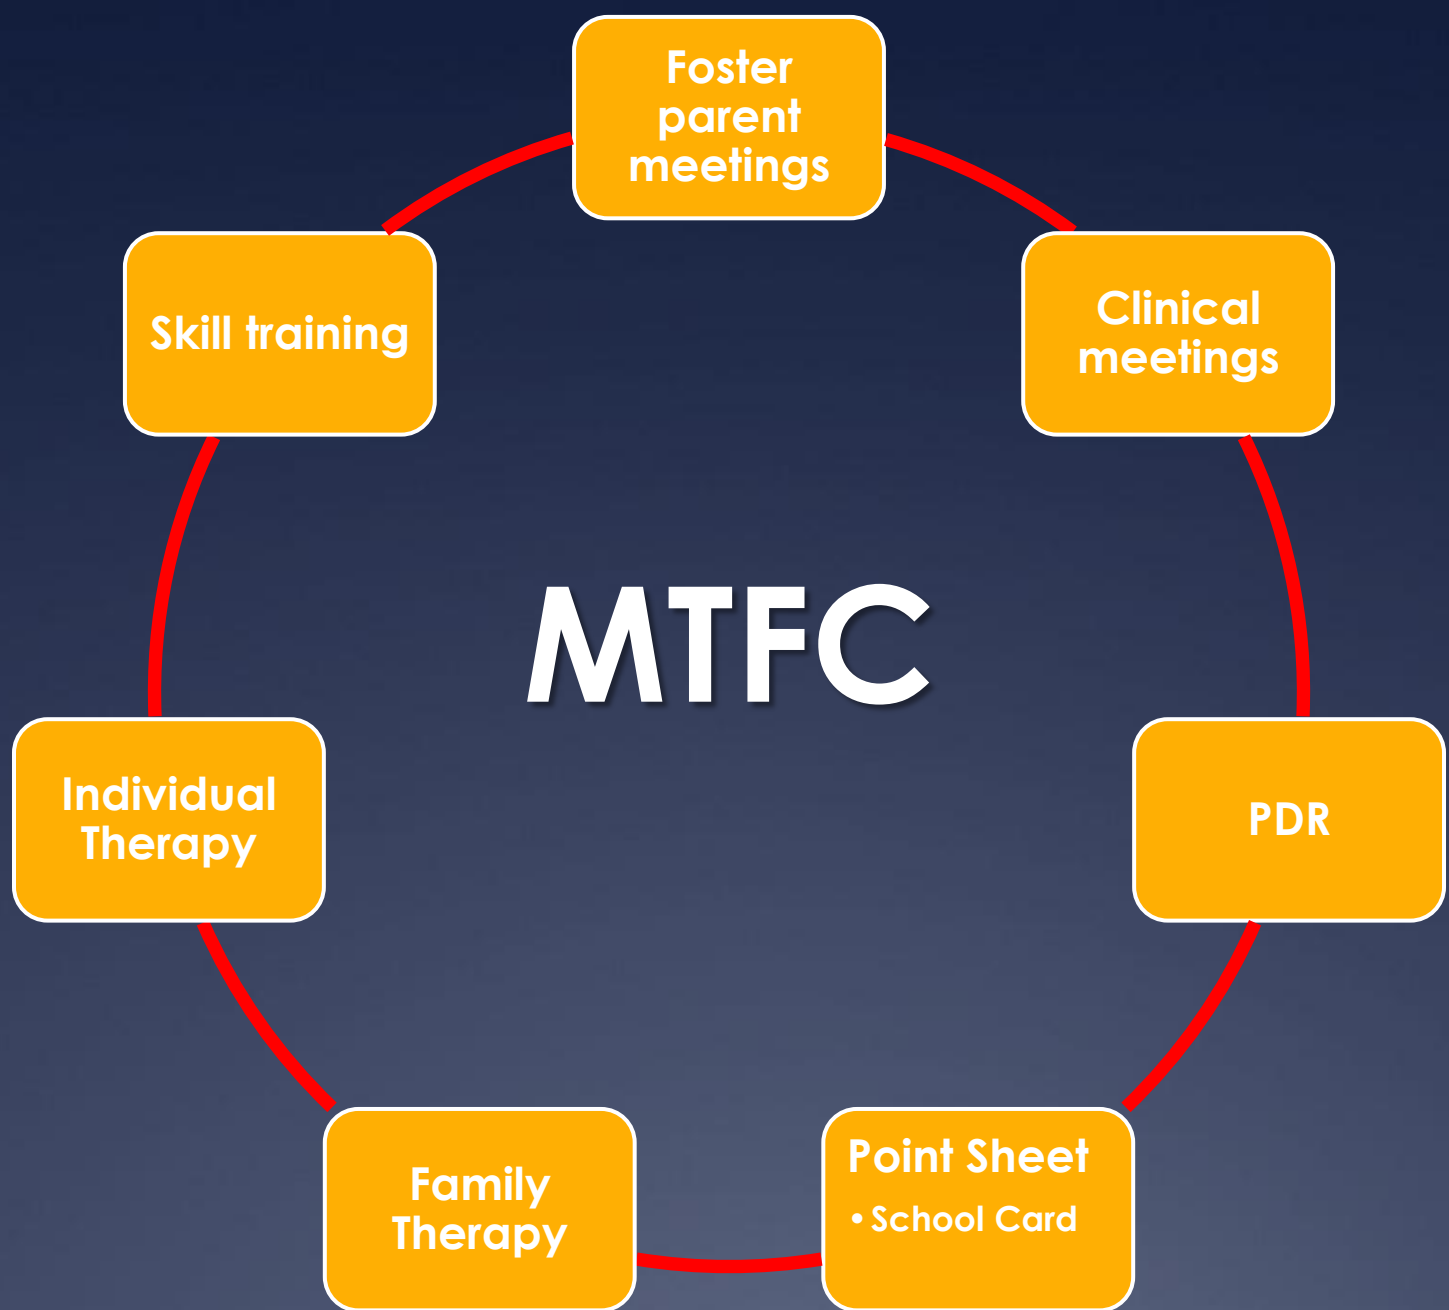 Foster
parent
meetings
Clinical
meetings
PDR
Point Sheet
• School Card
Family
Therapy
Individual
Therapy
Skill training
MTFC